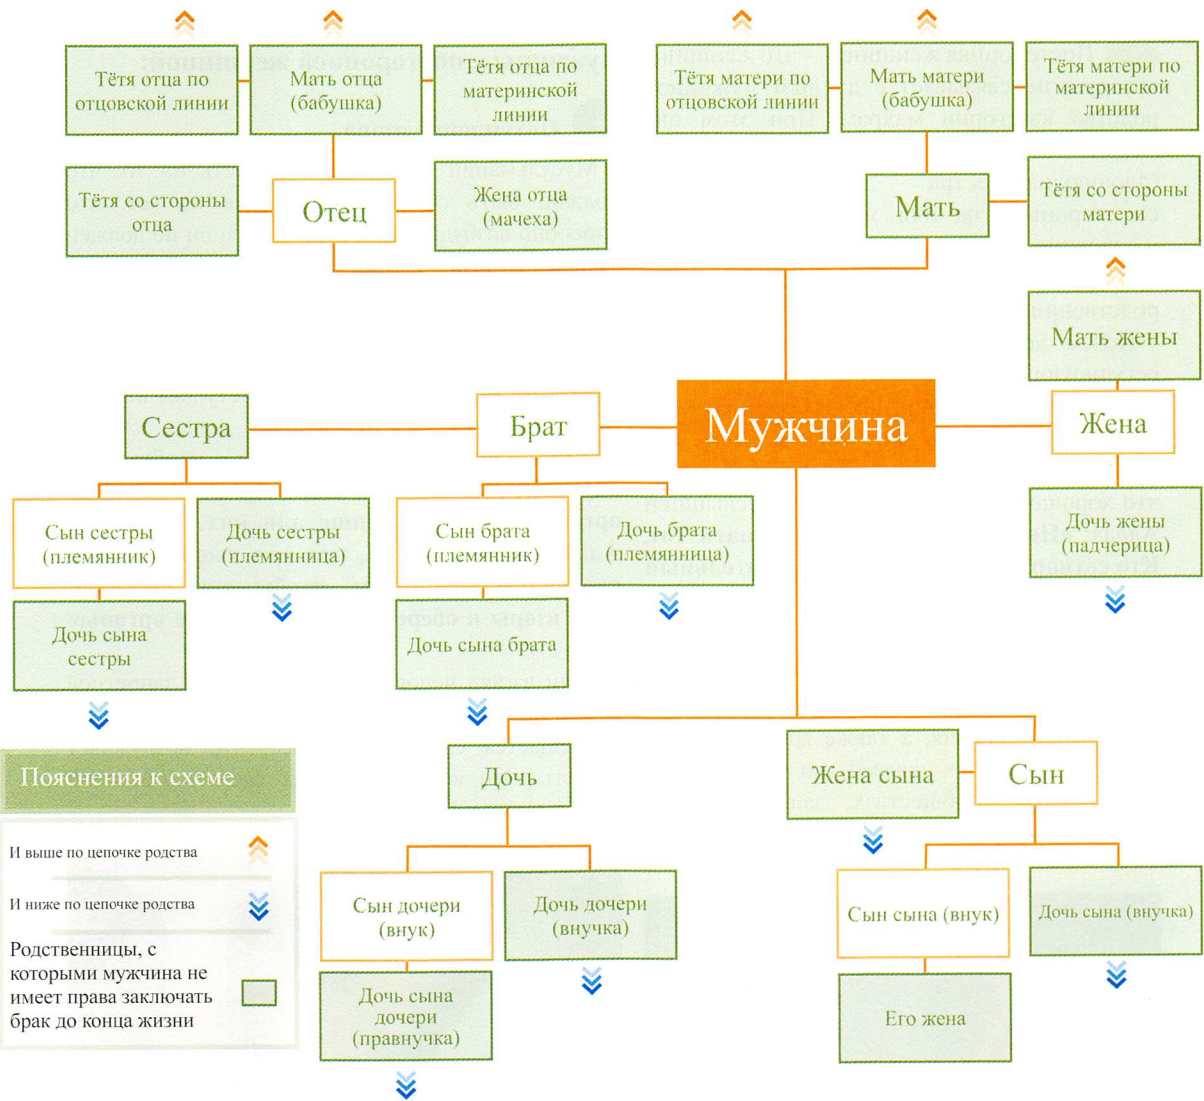 Тётя отца по
отцовской линии
Мать отца
(бабушка)
Тётя отца по
материнской
линии
Тётя матери по
отцовской линии
Мать матери
(бабушка)
Тётя матери по
материнской
линии
Тётя со стороны
отца
Отец
Жена отца
(мачеха)
Мать
Тётя со стороны
матери
Мать жены
Сестра
Брат
Мужчина
Жена
Сын сестры
(племянник)
Дочь сестры
(племянница)
Сын брата
(племянник)
Дочь брата
(племянница)
Дочь жены
(падчерица)
Дочь сына
сестры
Дочь сына брата
Пояснения к схеме
И выше по цепочке родства
И ниже по цепочке родства
Родственницы, с
которыми мужчина не
имеет права заключать
брак до конца жизни
Дочь
Жена сына
Сын
Сын дочери
(внук)
Дочь дочери
(внучка)
Сын сына (внук)
Дочь сына (внучка)
Дочь сына
дочери
(правнучка)
Его жена